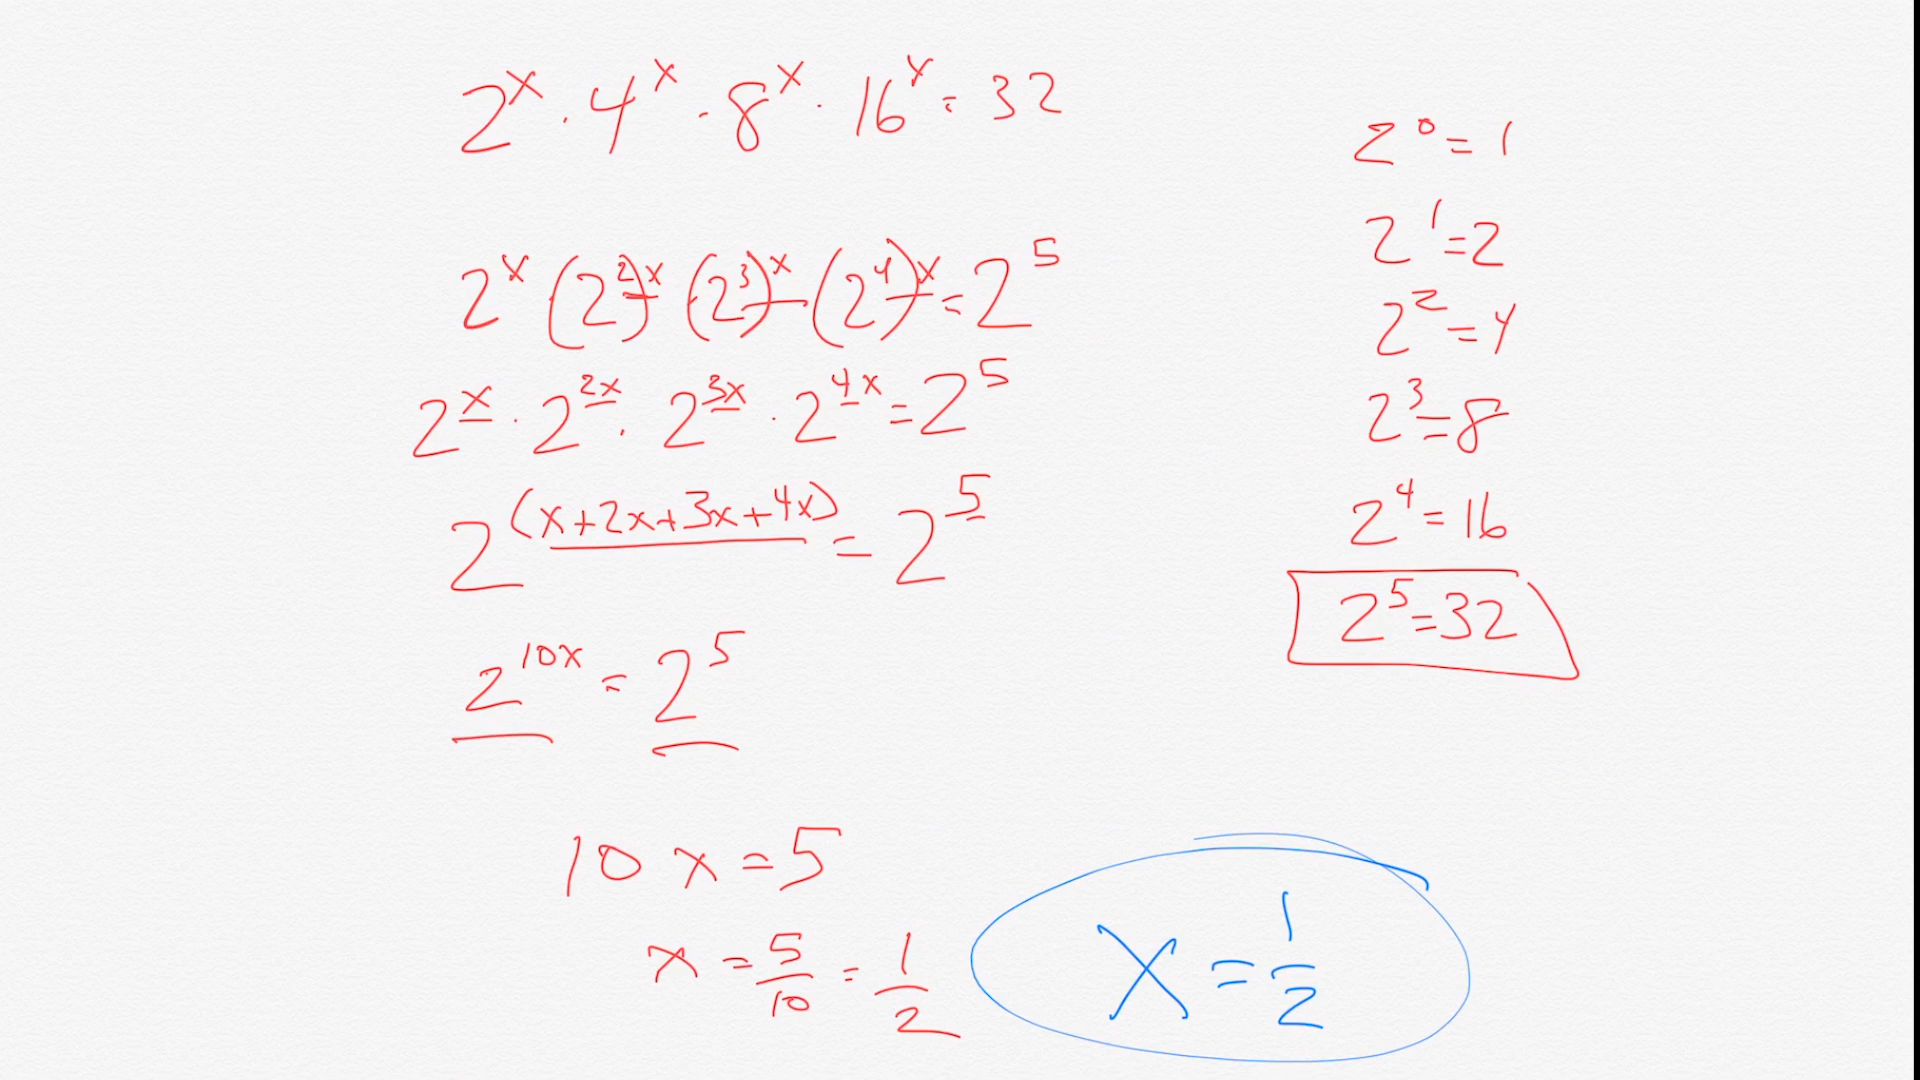 2^x · 4^x · 8^x · 16^x = 32
2^x (2^2)^x (2^3)^x (2^4)^x = 2^5
2^x · 2^2x · 2^3x · 2^4x = 2^5
2^(x+2x+3x+4x) = 2^5
2^10x = 2^5
10x = 5
x = 5/10 = 1/2
2^0 = 1
2^1 = 2
2^2 = 4
2^3 = 8
2^4 = 16
2^5 = 32
x = 1/2